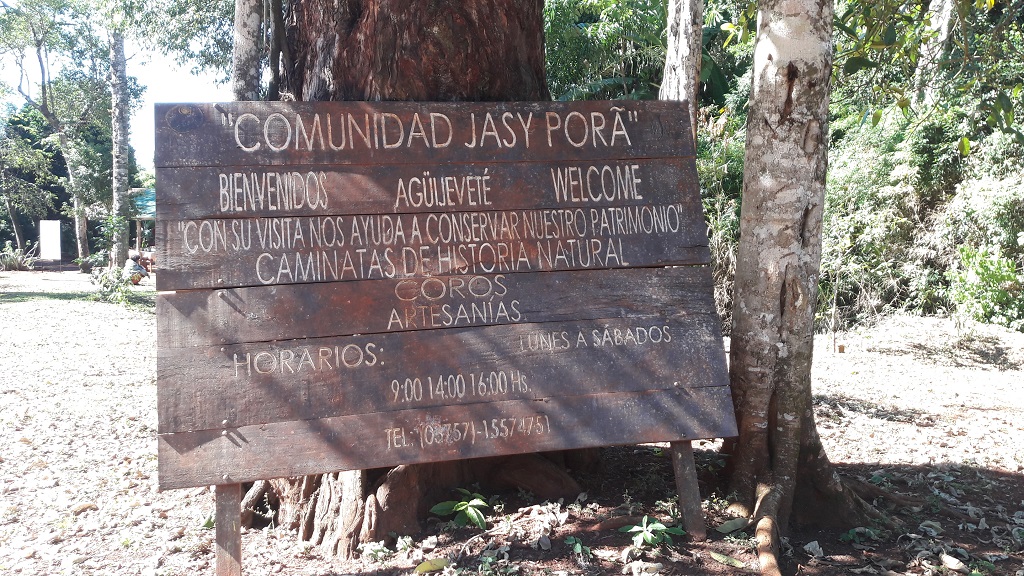 "COMUNIDAD JASY PORÃ"
BIENVENIDOS AGÜIJEVETÉ WELCOME
"CON SU VISITA NOS AYUDA A CONSERVAR NUESTRO PATRIMONIO"
CAMINATAS DE HISTORIA NATURAL
COROS
ARTESANÍAS
HORARIOS: LUNES A SÁBADOS
9:00 14:00 16:00 Hs.
TEL: (03757)-15574751